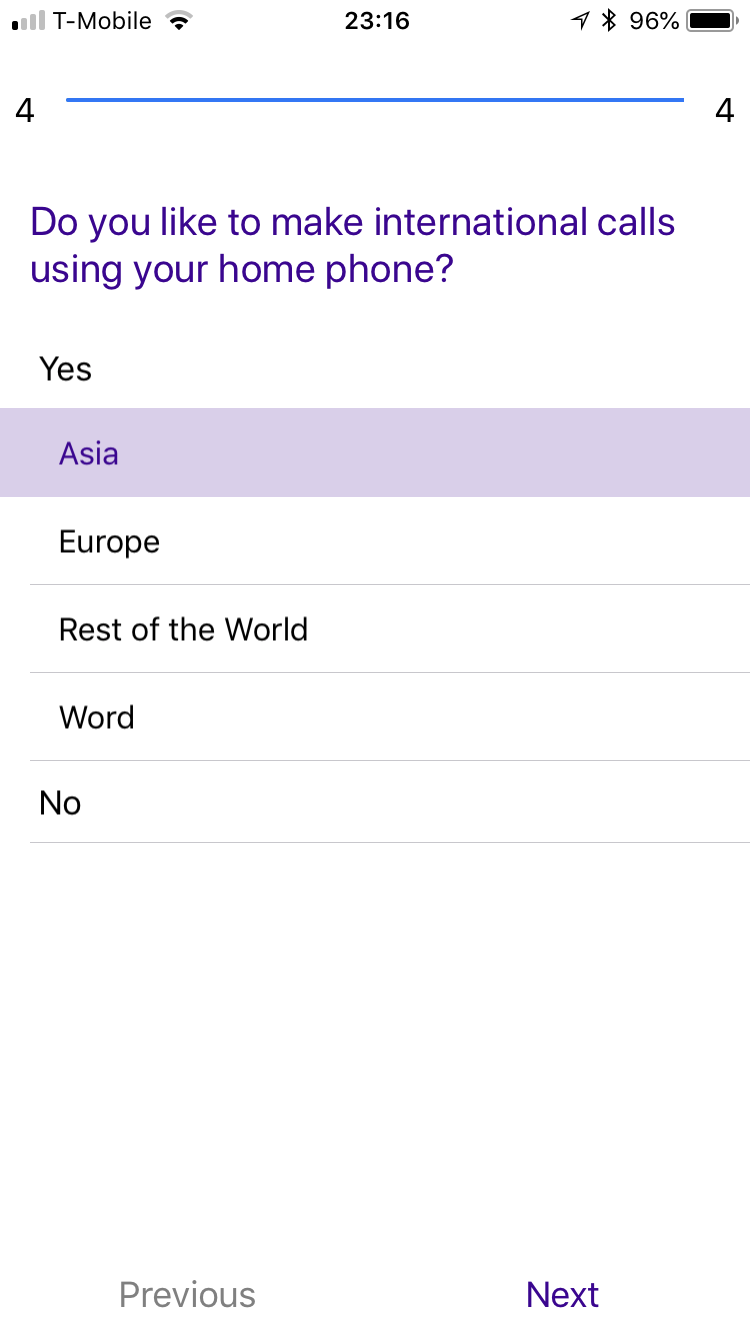 T-Mobile 23:16 96%
4 4
Do you like to make international calls
using your home phone?
Yes
Asia
Europe
Rest of the World
Word
No
Previous Next